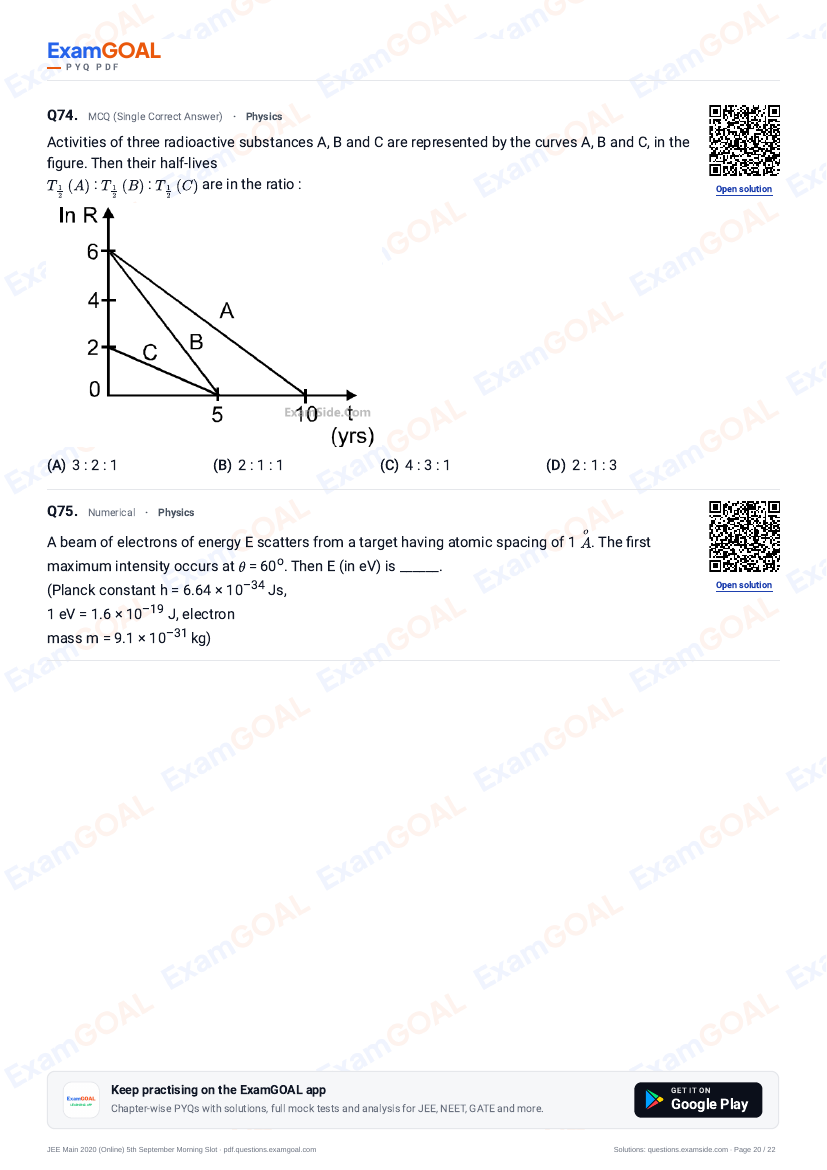 ExamGOAL
PYQ PDF
Q74. MCQ (Single Correct Answer) · Physics
Activities of three radioactive substances A, B and C are represented by the curves A, B and C, in the
figure. Then their half-lives
T_{1/2} (A) : T_{1/2} (B) : T_{1/2} (C) are in the ratio :
Open solution
ln R
6
4
2
0
A
B
C
5
10
t
(yrs)
ExamSide.Com
(A) 3 : 2 : 1 (B) 2 : 1 : 1 (C) 4 : 3 : 1 (D) 2 : 1 : 3
Q75. Numerical · Physics
A beam of electrons of energy E scatters from a target having atomic spacing of 1 \overset{o}{A}. The first
maximum intensity occurs at θ = 60°. Then E (in eV) is ______.
(Planck constant h = 6.64 × 10⁻³⁴ Js,
1 eV = 1.6 × 10⁻¹⁹ J, electron
mass m = 9.1 × 10⁻³¹ kg)
Open solution
ExamGOAL
Keep practising on the ExamGOAL app
Chapter-wise PYQs with solutions, full mock tests and analysis for JEE, NEET, GATE and more.
GET IT ON
Google Play
JEE Main 2020 (Online) 5th September Morning Slot · pdf.questions.examgoal.com
Solutions: questions.examside.com · Page 20 / 22